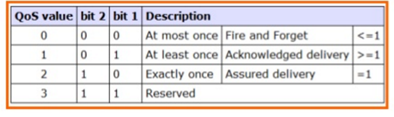 QoS value bit 2 bit 1 Description
0 0 0 At most once Fire and Forget <=1
1 0 1 At least once Acknowledged delivery >=1
2 1 0 Exactly once Assured delivery =1
3 1 1 Reserved